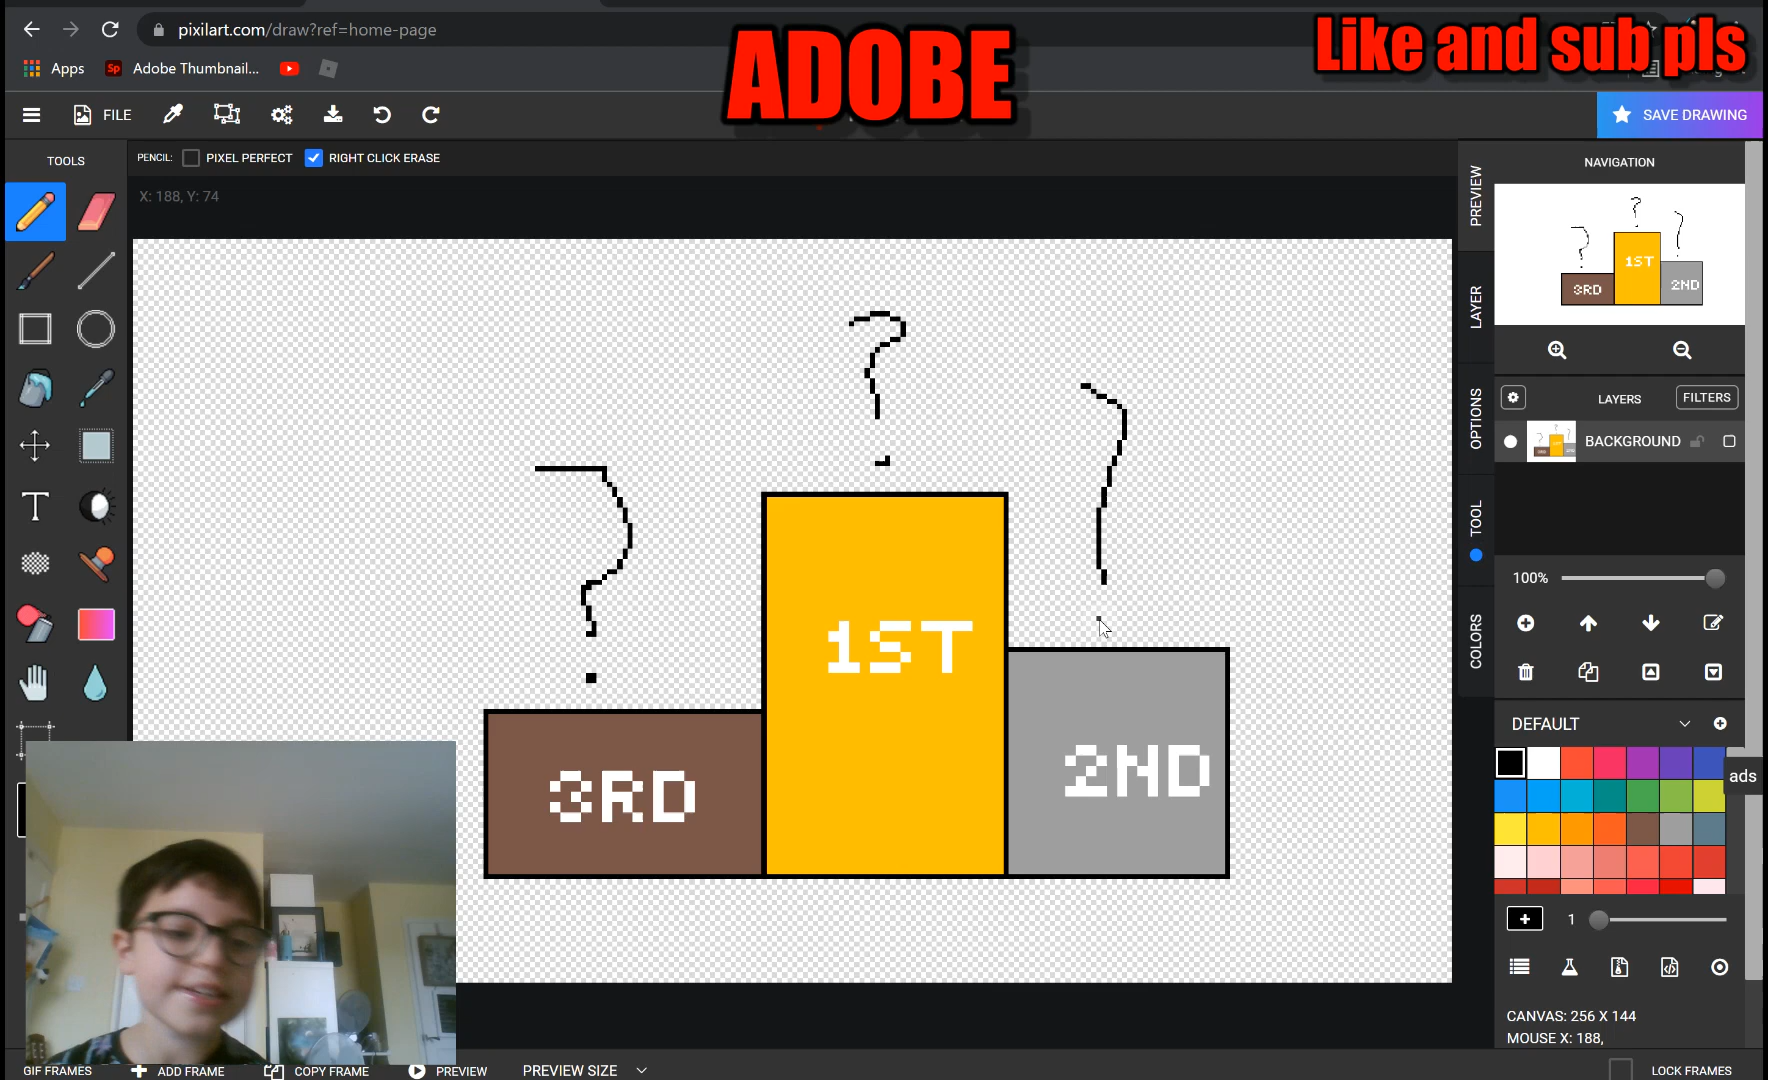 pixilart.com/draw?ref=home-page
ADOBE
Like and sub pls
Apps
Adobe Thumbnail...
FILE
SAVE DRAWING
TOOLS
PENCIL:
PIXEL PERFECT
RIGHT CLICK ERASE
X: 188, Y: 74
PREVIEW
LAYER
OPTIONS
TOOL
COLORS
NAVIGATION
3RD
1ST
2ND
LAYERS
FILTERS
BACKGROUND
100%
DEFAULT
ads
1ST
2ND
3RD
1
CANVAS: 256 X 144
MOUSE X: 188,
GIF FRAMES
ADD FRAME
COPY FRAME
PREVIEW
PREVIEW SIZE
LOCK FRAMES